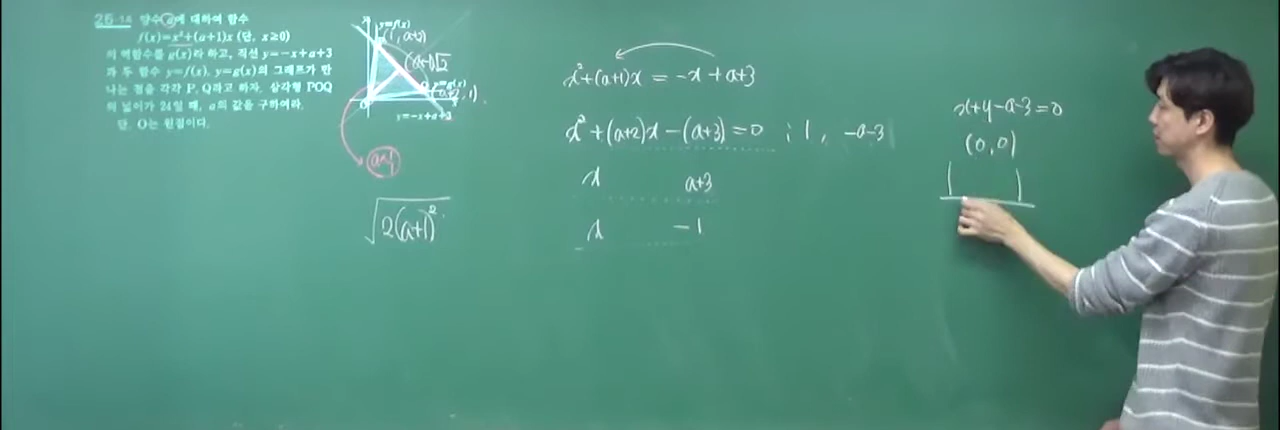 26-14 양수 a에 대하여 함수
f(x)=x²+(a+1)x (단, x≥0)
의 역함수를 g(x)라 하고, 직선 y=-x+a+3
과 두 함수 y=f(x), y=g(x)의 그래프가 만
나는 점을 각각 P, Q라고 하자. 삼각형 POQ
의 넓이가 24일 때, a의 값을 구하여라.
단, O는 원점이다.
y=f(x)
(1, a+2)
(a+1)√2
y=g(x)
(a+2, 1)
y=-x+a+3
√2(a+1)²
x²+(a+1)x = -x+a+3
x²+(a+2)x-(a+3)=0 ; 1, -a-3
x a+3
x -1
x+y-a-3=0
(0,0)